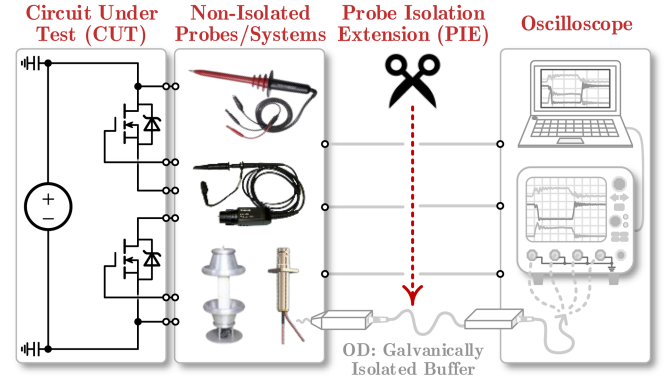 Circuit Under
Test (CUT)
Non-Isolated
Probes/Systems
Probe Isolation
Extension (PIE)
Oscilloscope
OD: Galvanically
Isolated Buffer